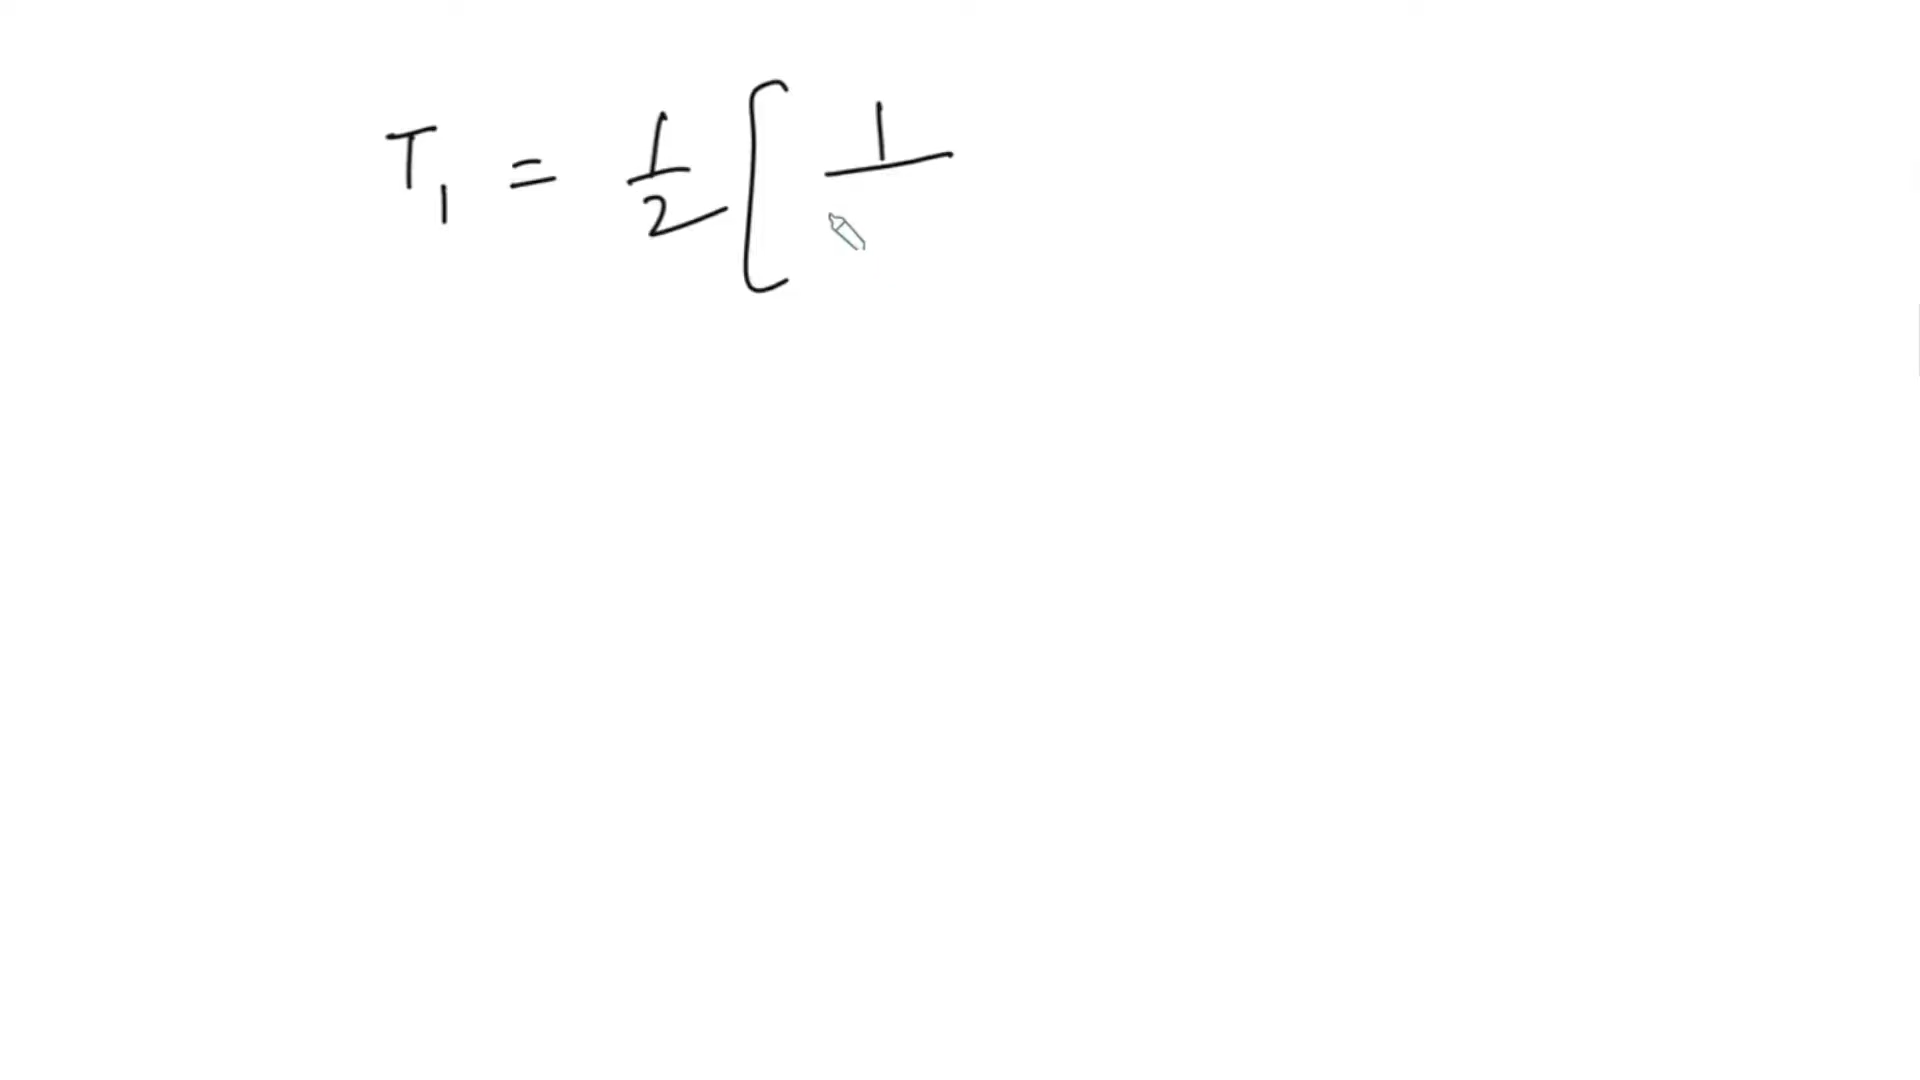 T₁ = 1/2 [ 1/